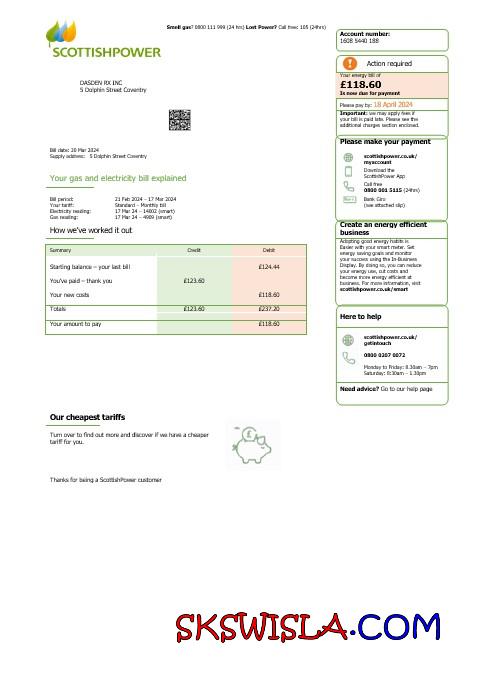 Smell gas? 0800 111 999 (24 hrs) Lost Power? Call free: 105 (24hrs)
SCOTTISHPOWER
DASDEN RX INC
5 Dolphin Street Coventry
Bill date: 20 Mar 2024
Supply address: 5 Dolphin Street Coventry
Your gas and electricity bill explained
Bill period: 21 Feb 2024 - 17 Mar 2024
Your tariff: Standard - Monthly bill
Electricity reading: 17 Mar 24 - 14002 (smart)
Gas reading: 17 Mar 24 - 4909 (smart)
How we've worked it out
Summary Credit Debit
Starting balance – your last bill £124.44
You've paid – thank you £123.60
Your new costs £118.60
Totals £123.60 £237.20
Your amount to pay £118.60
Our cheapest tariffs
Turn over to find out more and discover if we have a cheaper
tariff for you.
£
Thanks for being a ScottishPower customer
Account number:
1608 5440 188
! Action required
Your energy bill of
£118.60
Is now due for payment
Please pay by: 18 April 2024
Important: we may apply fees if
your bill is paid late. Please see the
additional charges section enclosed.
Please make your payment
scottishpower.co.uk/
myaccount
Download the
ScottishPower App
Call free
0800 001 5115 (24hrs)
Bank Giro
(see attached slip)
Create an energy efficient
business
Adopting good energy habits is
Easier with your smart meter. Set
energy saving goals and monitor
your success using the In-Business
Display. By doing so, you can reduce
your energy use, cut costs and
become more energy efficient at
business. For more information, visit
scottishpower.co.uk/smart
Here to help
scottishpower.co.uk/
getintouch
0800 0207 0072
Monday to Friday: 8.30am – 7pm
Saturday: 8:30am – 1.30pm
Need advice? Go to our help page
SKSWISLA.COM